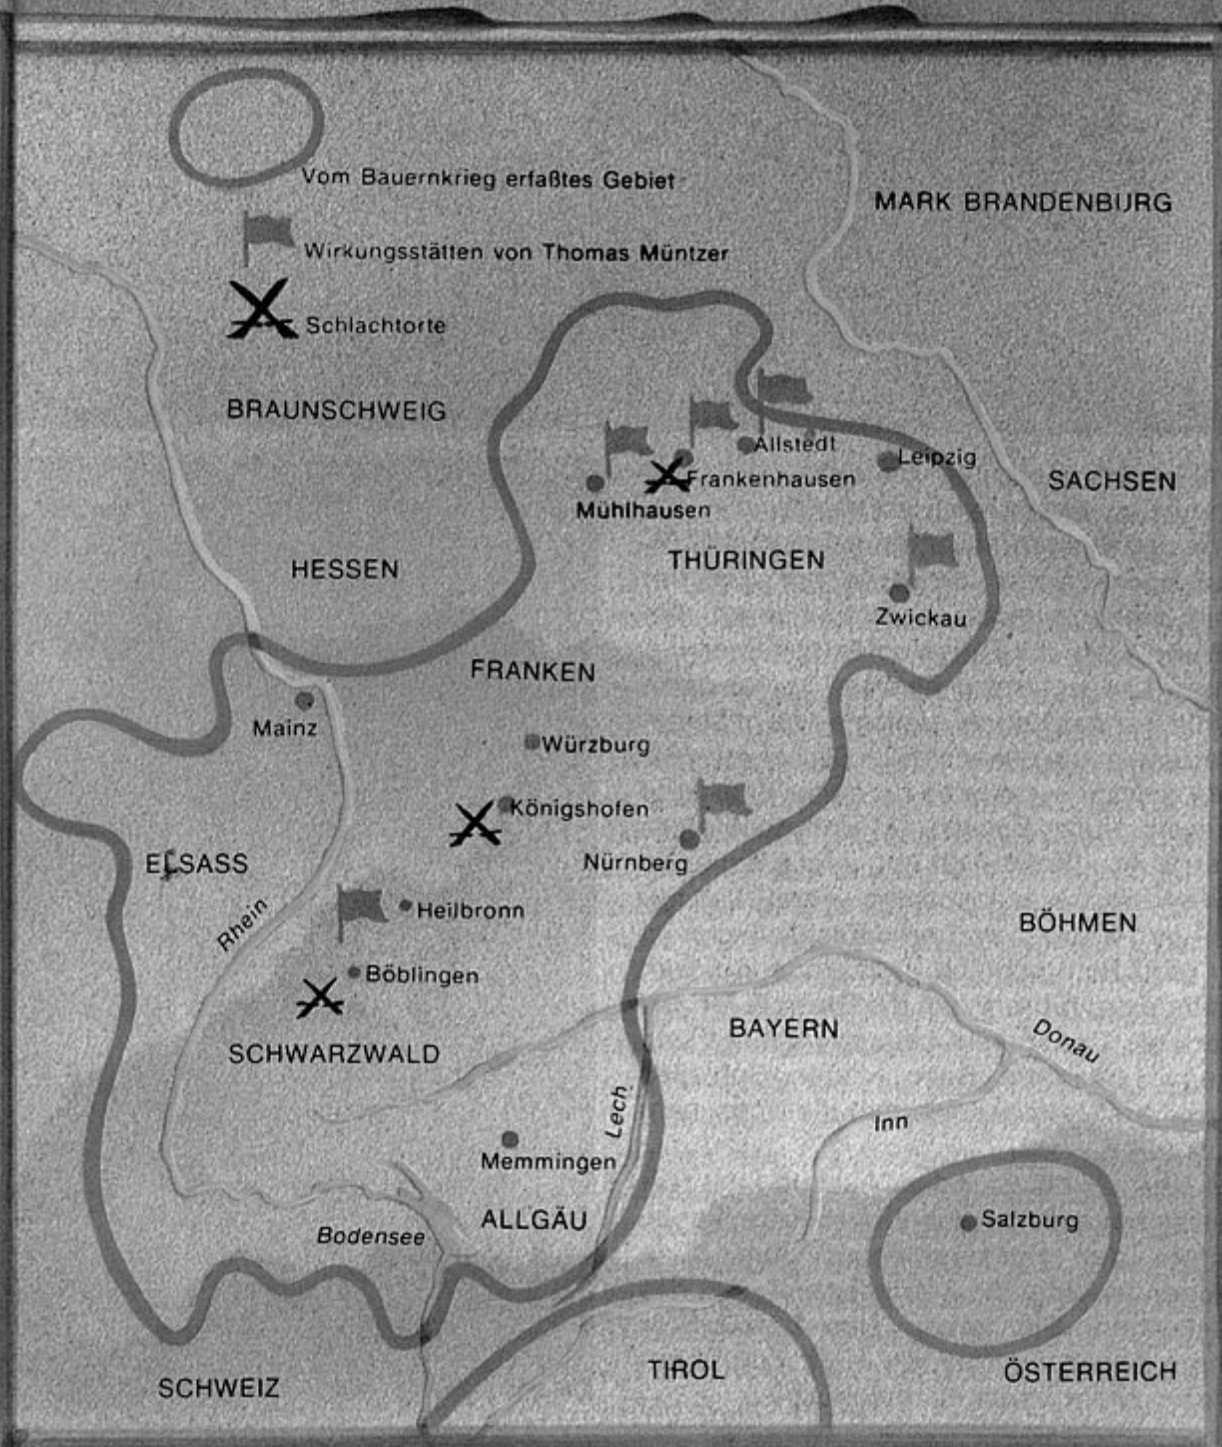 Vom Bauernkrieg erfaßtes Gebiet
MARK BRANDENBURG
Wirkungsstätten von Thomas Müntzer
Schlachtorte
BRAUNSCHWEIG
Allstedt
Leipzig
Frankenhausen
SACHSEN
Mühlhausen
THÜRINGEN
HESSEN
Zwickau
FRANKEN
Mainz
Würzburg
Königshofen
ELSASS
Nürnberg
Rhein
Heilbronn
BÖHMEN
Böblingen
BAYERN
Donau
SCHWARZWALD
Lech
Inn
Memmingen
ALLGÄU
Salzburg
Bodensee
TIROL
ÖSTERREICH
SCHWEIZ